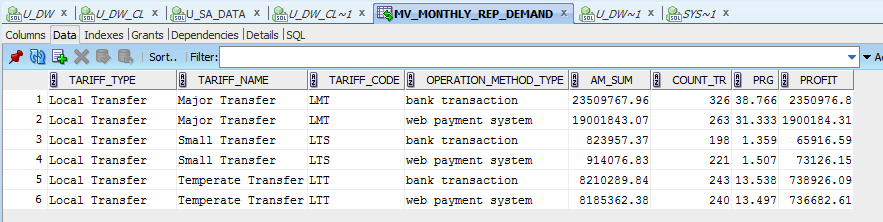 U_DW x U_DW_CL x U_SA_DATA x U_DW_CL~1 x MV_MONTHLY_REP_DEMAND x U_DW~1 x SYS~1 x
Columns Data Indexes Grants Dependencies Details SQL
Sort.. Filter: Ac
TARIFF_TYPE TARIFF_NAME TARIFF_CODE OPERATION_METHOD_TYPE AM_SUM COUNT_TR PRG PROFIT
1 Local Transfer Major Transfer LMT bank transaction 23509767.96 326 38.766 2350976.8
2 Local Transfer Major Transfer LMT web payment system 19001843.07 263 31.333 1900184.31
3 Local Transfer Small Transfer LTS bank transaction 823957.37 198 1.359 65916.59
4 Local Transfer Small Transfer LTS web payment system 914076.83 221 1.507 73126.15
5 Local Transfer Temperate Transfer LTT bank transaction 8210289.84 243 13.538 738926.09
6 Local Transfer Temperate Transfer LTT web payment system 8185362.38 240 13.497 736682.61